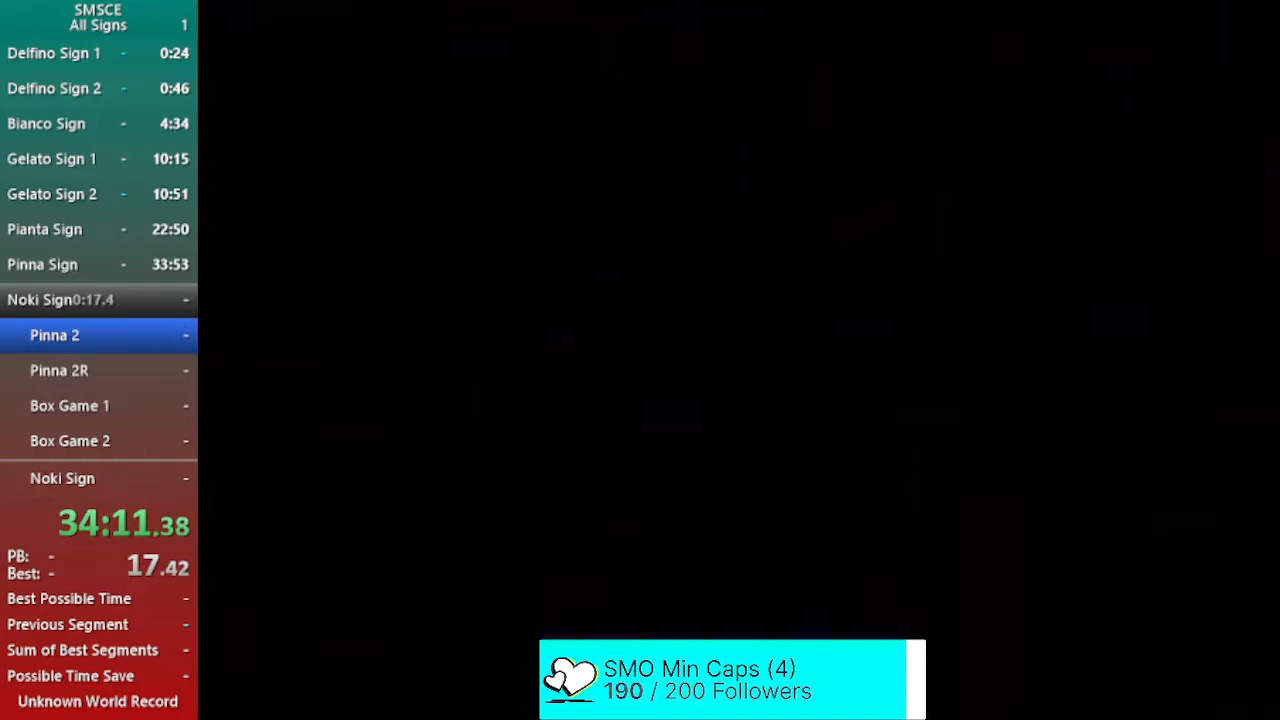 SMSCE
All Signs 1
Delfino Sign 1 - 0:24
Delfino Sign 2 - 0:46
Bianco Sign - 4:34
Gelato Sign 1 - 10:15
Gelato Sign 2 - 10:51
Pianta Sign - 22:50
Pinna Sign - 33:53
Noki Sign0:17.4 -
Pinna 2 -
Pinna 2R -
Box Game 1 -
Box Game 2 -
Noki Sign -
34:11.38
PB: -
17.42
Best: -
Best Possible Time -
Previous Segment -
Sum of Best Segments -
Possible Time Save -
Unknown World Record
SMO Min Caps (4)
190 / 200 Followers